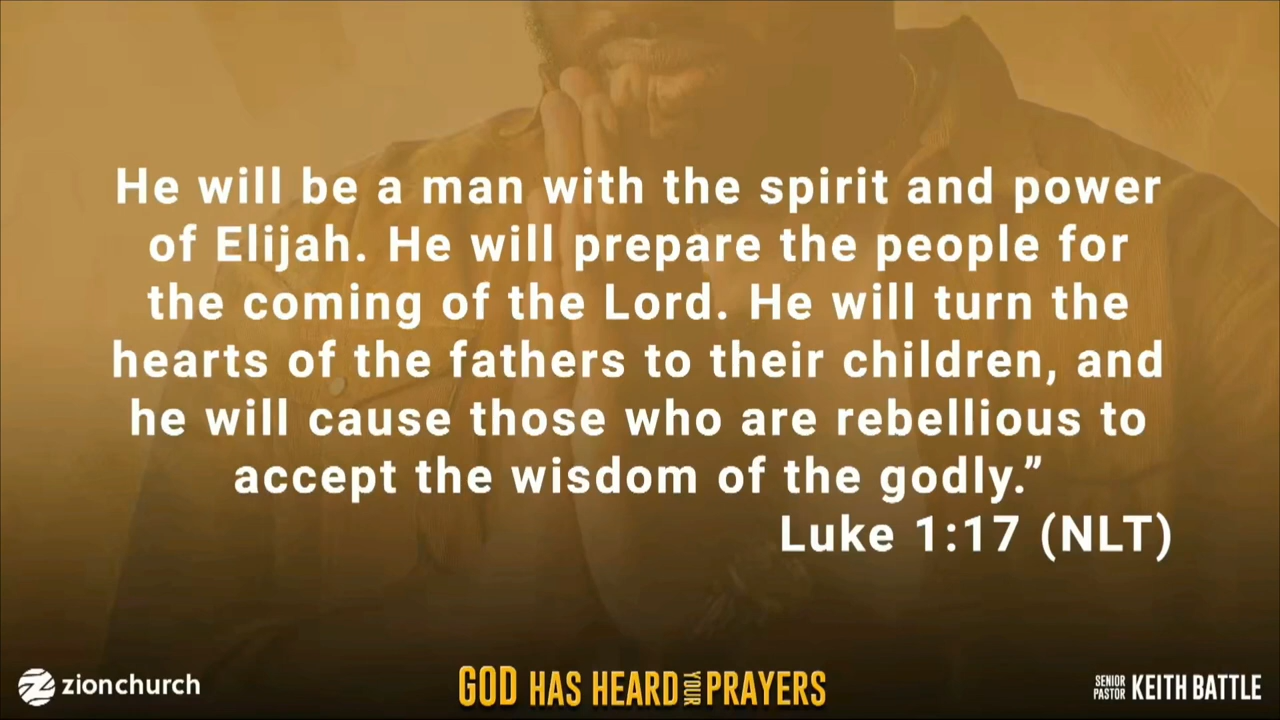 He will be a man with the spirit and power
of Elijah. He will prepare the people for
the coming of the Lord. He will turn the
hearts of the fathers to their children, and
he will cause those who are rebellious to
accept the wisdom of the godly.”
Luke 1:17 (NLT)
zionchurch
GOD HAS HEARD YOUR PRAYERS
SENIOR PASTOR KEITH BATTLE